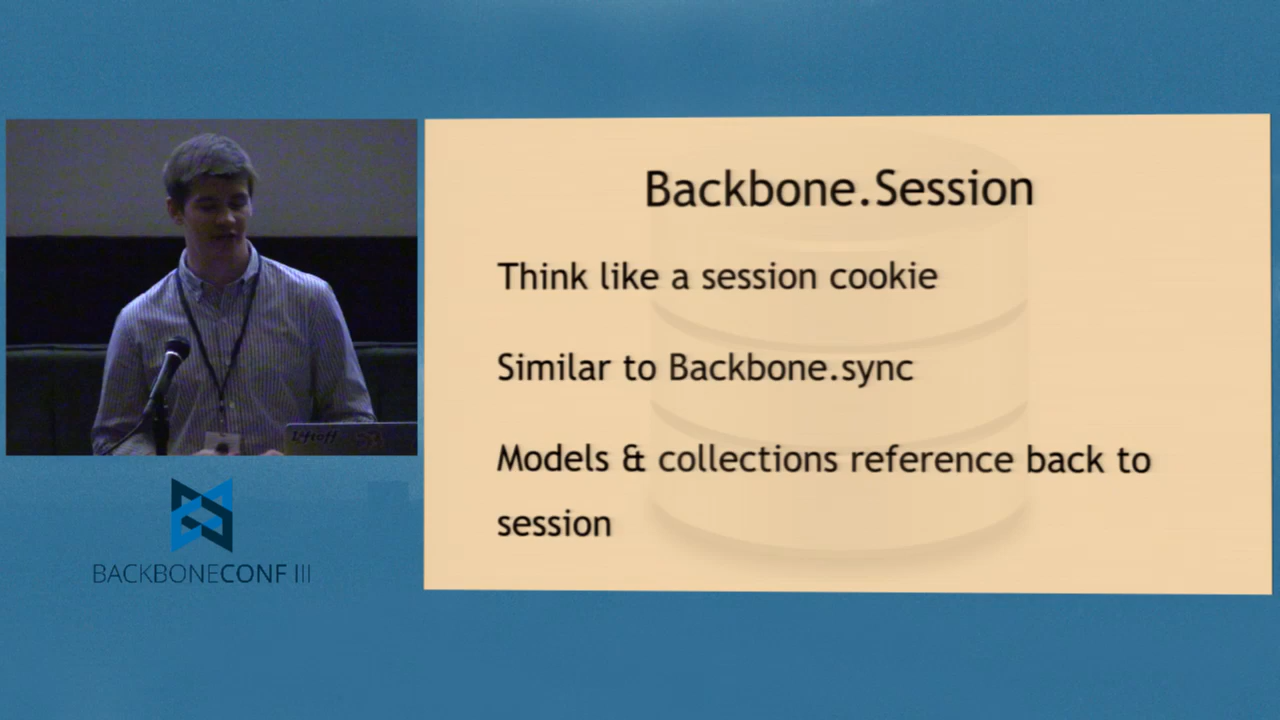 Backbone.Session
Think like a session cookie
Similar to Backbone.sync
Models & collections reference back to
session
BACKBONECONF III